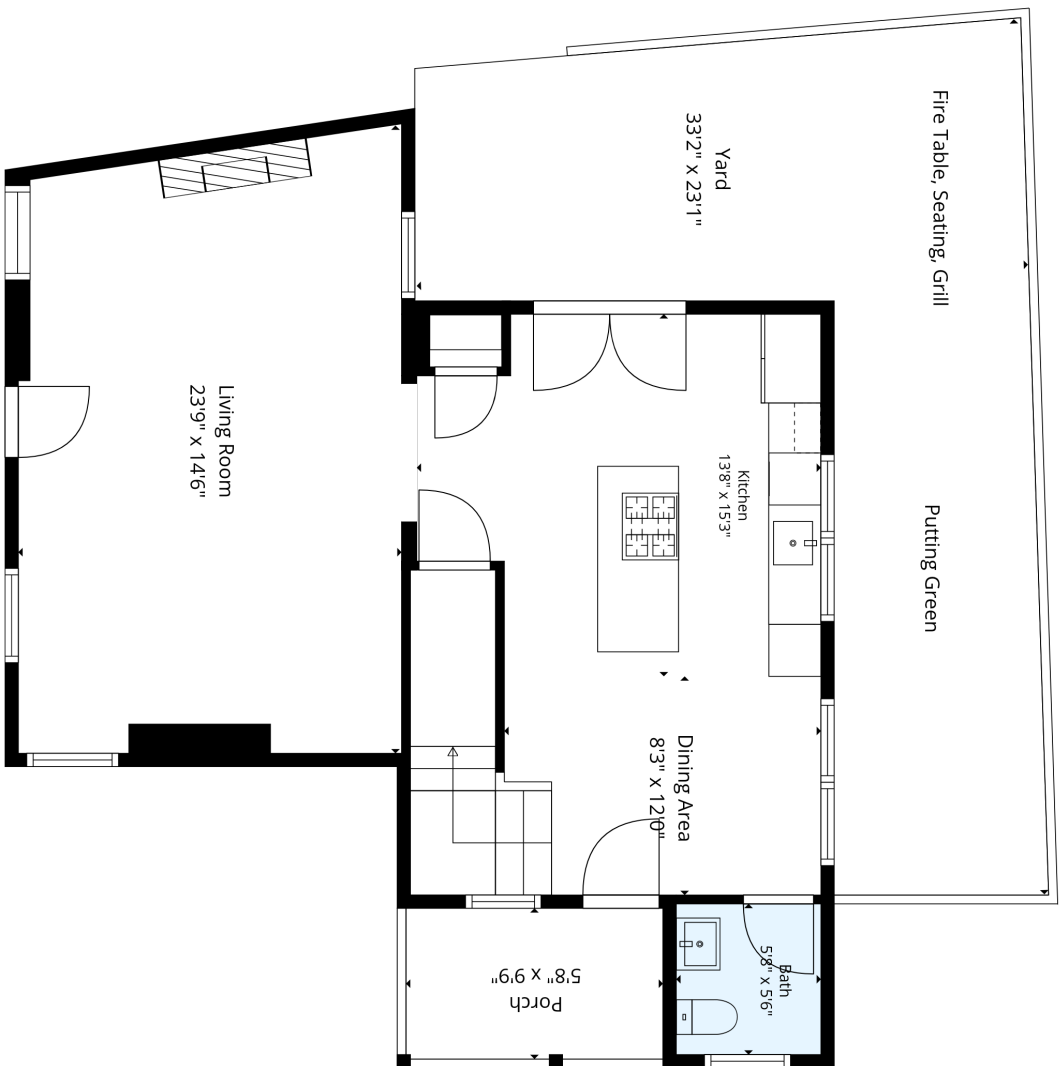 Fire Table, Seating, Grill
Yard
33'2" x 23'1"
Living Room
23'9" x 14'6"
Kitchen
13'8" x 15'3"
Putting Green
Dining Area
8'3" x 12'0"
Porch
5'8" x 9'9"
Bath
5'8" x 5'6"